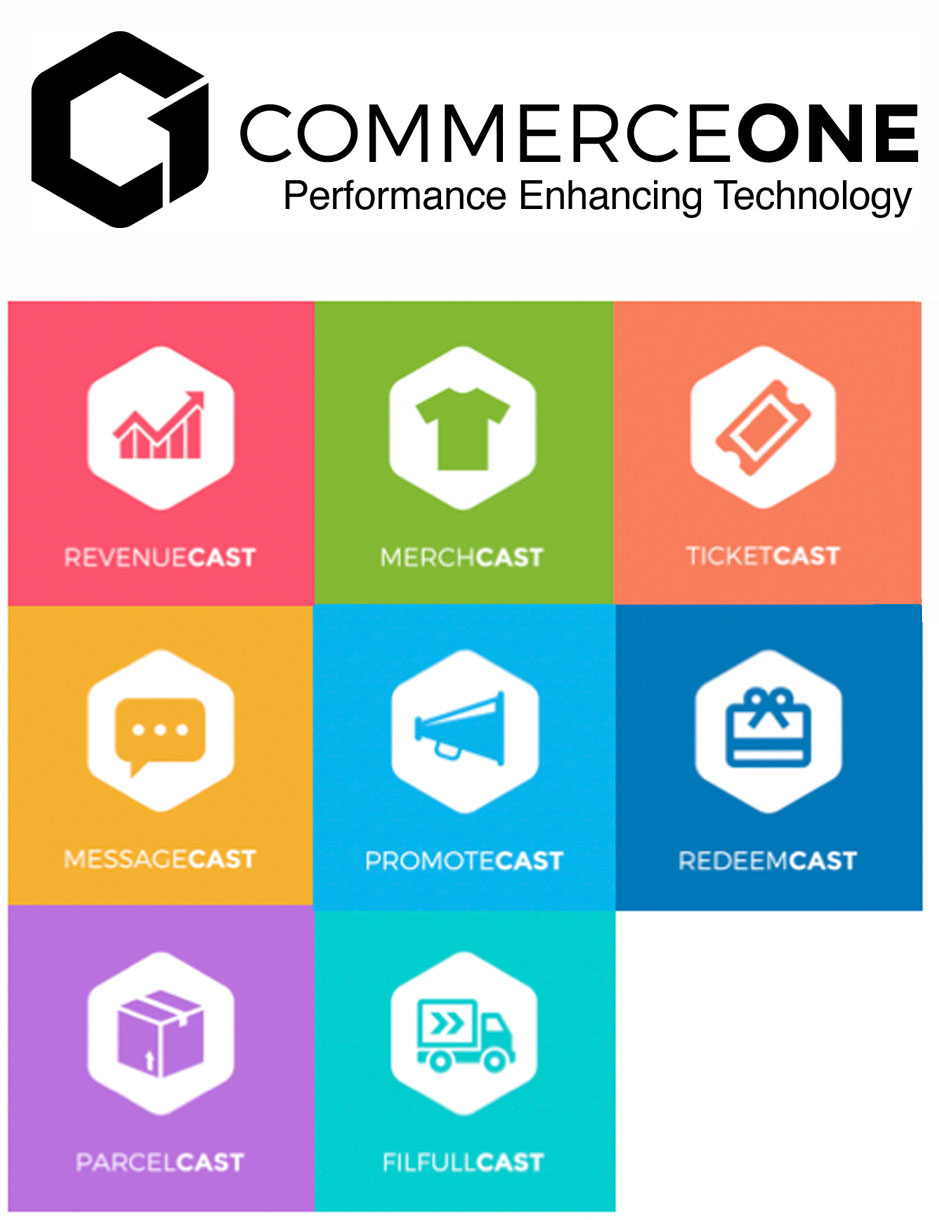 COMMERCEONE
Performance Enhancing Technology
REVENUECAST
MERCHCAST
TICKETCAST
MESSAGECAST
PROMOTECAST
REDEEMCAST
PARCELCAST
FILFULLCAST